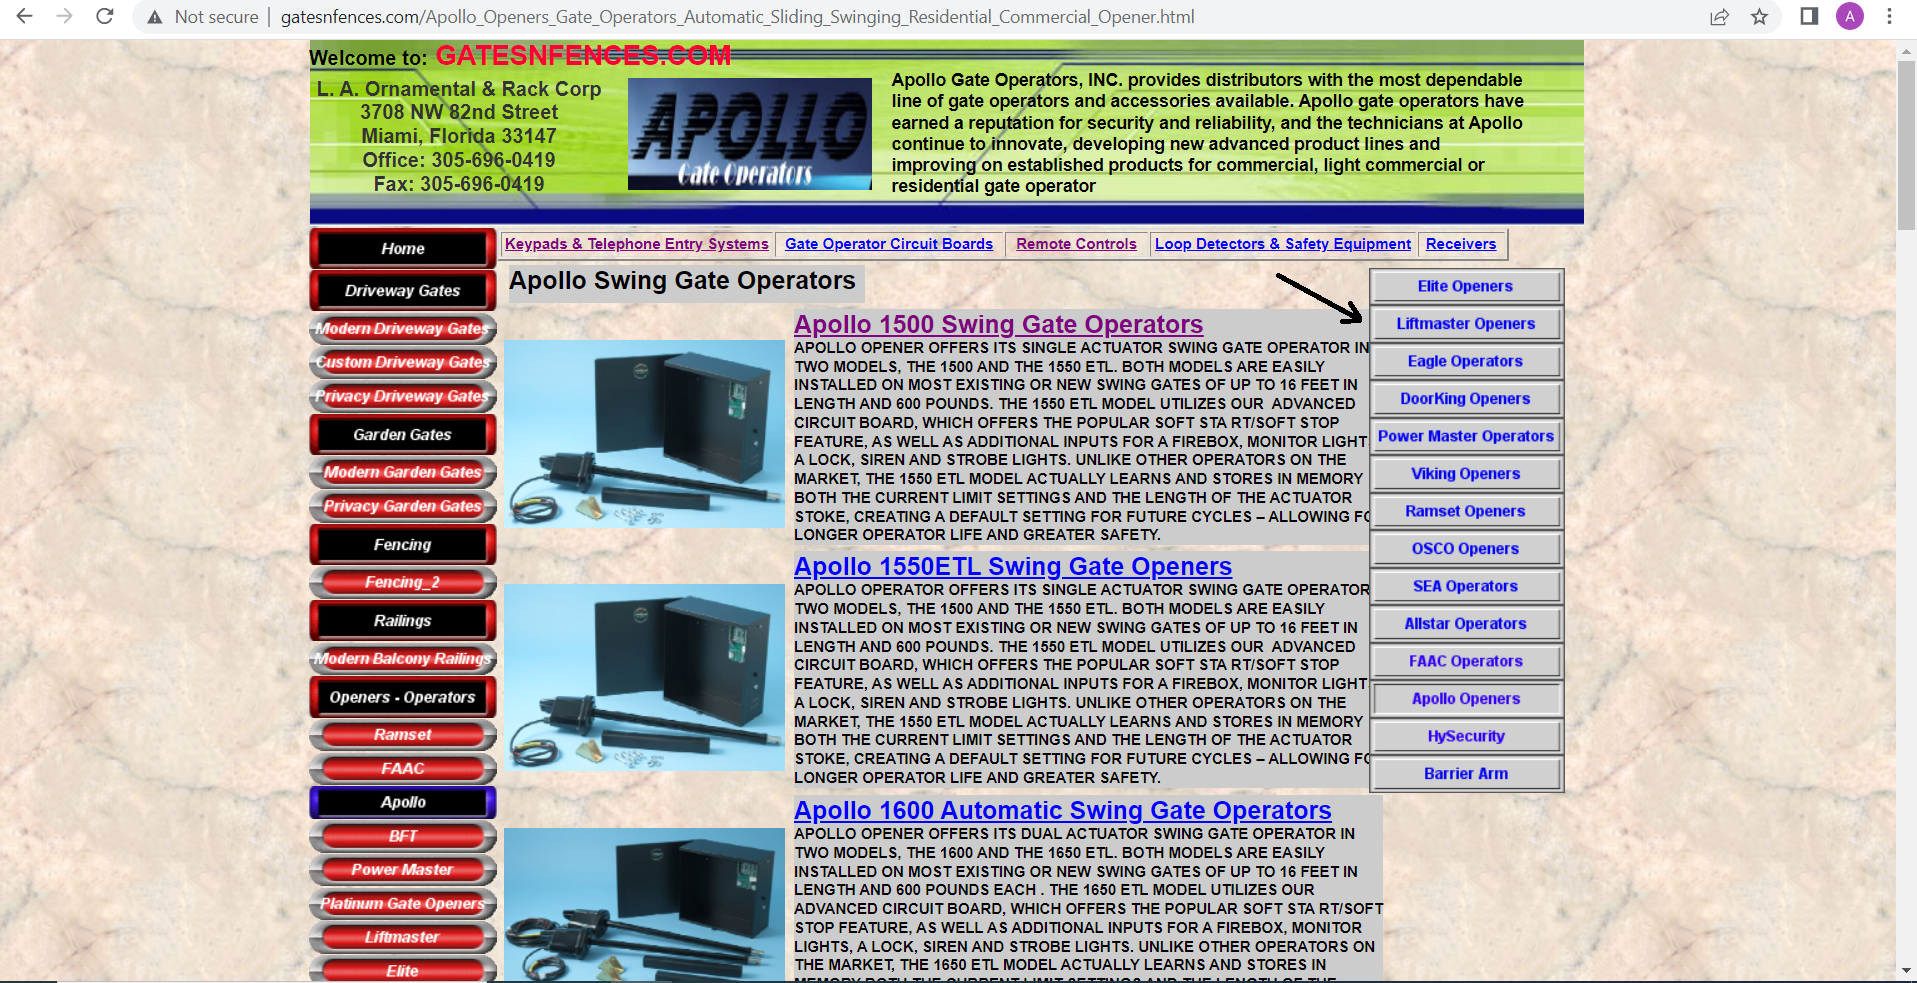 Not secure
gatesnfences.com/Apollo_Openers_Gate_Operators_Automatic_Sliding_Swinging_Residential_Commercial_Opener.html
A
Welcome to: GATESNFENCES.COM
L. A. Ornamental & Rack Corp
3708 NW 82nd Street
Miami, Florida 33147
Office: 305-696-0419
Fax: 305-696-0419
APOLLO
Gate Operators
Apollo Gate Operators, INC. provides distributors with the most dependable
line of gate operators and accessories available. Apollo gate operators have
earned a reputation for security and reliability, and the technicians at Apollo
continue to innovate, developing new advanced product lines and
improving on established products for commercial, light commercial or
residential gate operator
Home
Driveway Gates
Modern Driveway Gates
Custom Driveway Gates
Privacy Driveway Gates
Garden Gates
Modern Garden Gates
Privacy Garden Gates
Fencing
Fencing_2
Railings
Modern Balcony Railings
Openers - Operators
Ramset
FAAC
Apollo
BFT
Power Master
Platinum Gate Openers
Liftmaster
Elite
Keypads & Telephone Entry Systems
Gate Operator Circuit Boards
Remote Controls
Loop Detectors & Safety Equipment
Receivers
Apollo Swing Gate Operators
Apollo 1500 Swing Gate Operators
APOLLO OPENER OFFERS ITS SINGLE ACTUATOR SWING GATE OPERATOR IN
TWO MODELS, THE 1500 AND THE 1550 ETL. BOTH MODELS ARE EASILY
INSTALLED ON MOST EXISTING OR NEW SWING GATES OF UP TO 16 FEET IN
LENGTH AND 600 POUNDS. THE 1550 ETL MODEL UTILIZES OUR ADVANCED
CIRCUIT BOARD, WHICH OFFERS THE POPULAR SOFT STA RT/SOFT STOP
FEATURE, AS WELL AS ADDITIONAL INPUTS FOR A FIREBOX, MONITOR LIGHT
A LOCK, SIREN AND STROBE LIGHTS. UNLIKE OTHER OPERATORS ON THE
MARKET, THE 1550 ETL MODEL ACTUALLY LEARNS AND STORES IN MEMORY
BOTH THE CURRENT LIMIT SETTINGS AND THE LENGTH OF THE ACTUATOR
STOKE, CREATING A DEFAULT SETTING FOR FUTURE CYCLES – ALLOWING FO
LONGER OPERATOR LIFE AND GREATER SAFETY.
Apollo 1550ETL Swing Gate Openers
APOLLO OPERATOR OFFERS ITS SINGLE ACTUATOR SWING GATE OPERATOR
TWO MODELS, THE 1500 AND THE 1550 ETL. BOTH MODELS ARE EASILY
INSTALLED ON MOST EXISTING OR NEW SWING GATES OF UP TO 16 FEET IN
LENGTH AND 600 POUNDS. THE 1550 ETL MODEL UTILIZES OUR ADVANCED
CIRCUIT BOARD, WHICH OFFERS THE POPULAR SOFT STA RT/SOFT STOP
FEATURE, AS WELL AS ADDITIONAL INPUTS FOR A FIREBOX, MONITOR LIGHT
A LOCK, SIREN AND STROBE LIGHTS. UNLIKE OTHER OPERATORS ON THE
MARKET, THE 1550 ETL MODEL ACTUALLY LEARNS AND STORES IN MEMORY
BOTH THE CURRENT LIMIT SETTINGS AND THE LENGTH OF THE ACTUATOR
STOKE, CREATING A DEFAULT SETTING FOR FUTURE CYCLES – ALLOWING FO
LONGER OPERATOR LIFE AND GREATER SAFETY.
Apollo 1600 Automatic Swing Gate Operators
APOLLO OPENER OFFERS ITS DUAL ACTUATOR SWING GATE OPERATOR IN
TWO MODELS, THE 1600 AND THE 1650 ETL. BOTH MODELS ARE EASILY
INSTALLED ON MOST EXISTING OR NEW SWING GATES OF UP TO 16 FEET IN
LENGTH AND 600 POUNDS EACH . THE 1650 ETL MODEL UTILIZES OUR
ADVANCED CIRCUIT BOARD, WHICH OFFERS THE POPULAR SOFT STA RT/SOFT
STOP FEATURE, AS WELL AS ADDITIONAL INPUTS FOR A FIREBOX, MONITOR
LIGHTS, A LOCK, SIREN AND STROBE LIGHTS. UNLIKE OTHER OPERATORS ON
THE MARKET, THE 1650 ETL MODEL ACTUALLY LEARNS AND STORES IN
MEMORY BOTH THE CURRENT LIMIT SETTINGS AND THE LENGTH OF THE
Elite Openers
Liftmaster Openers
Eagle Operators
DoorKing Openers
Power Master Operators
Viking Openers
Ramset Openers
OSCO Openers
SEA Operators
Allstar Operators
FAAC Operators
Apollo Openers
HySecurity
Barrier Arm